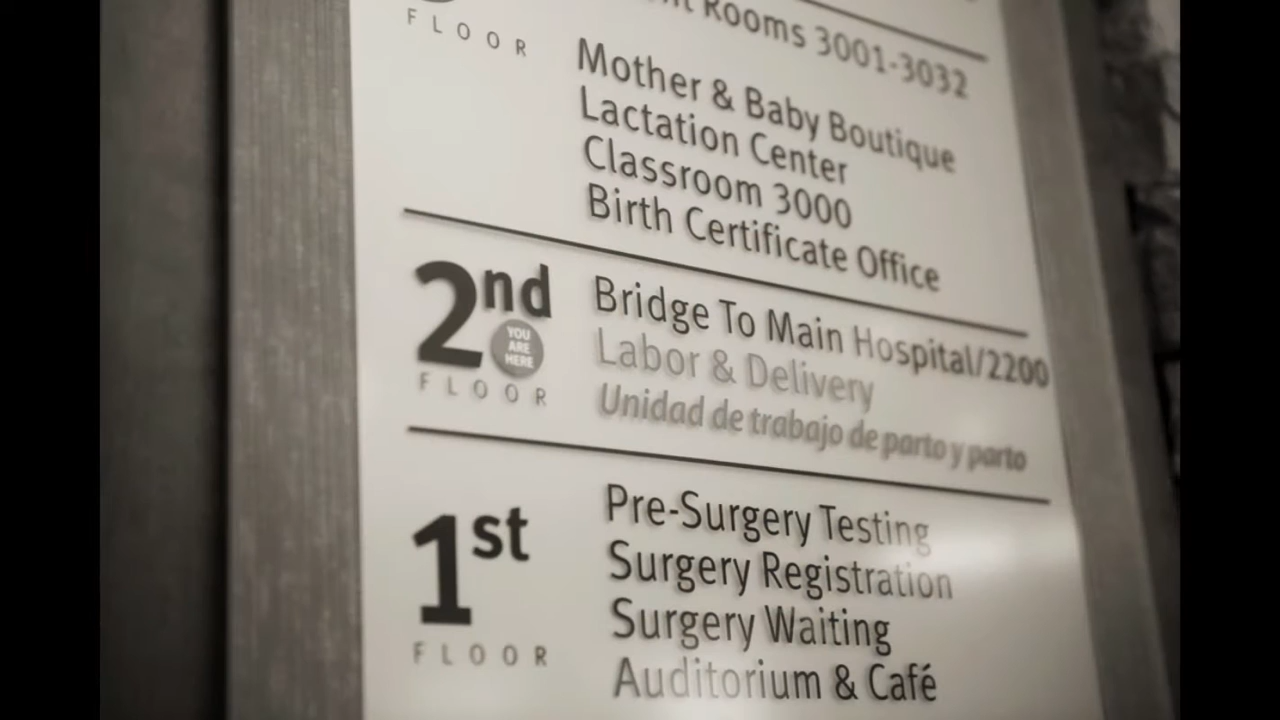 Rooms 3001-3032
FLOOR
Mother & Baby Boutique
Lactation Center
Classroom 3000
Birth Certificate Office
2nd
YOU
ARE
HERE
FLOOR
Bridge To Main Hospital/2200
Labor & Delivery
Unidad de trabajo de parto y parto
1st
FLOOR
Pre-Surgery Testing
Surgery Registration
Surgery Waiting
Auditorium & Café